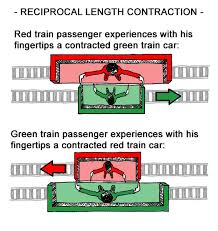 - RECIPROCAL LENGTH CONTRACTION -
Red train passenger experiences with his
fingertips a contracted green train car:
Green train passenger experiences with his
fingertips a contracted red train car: